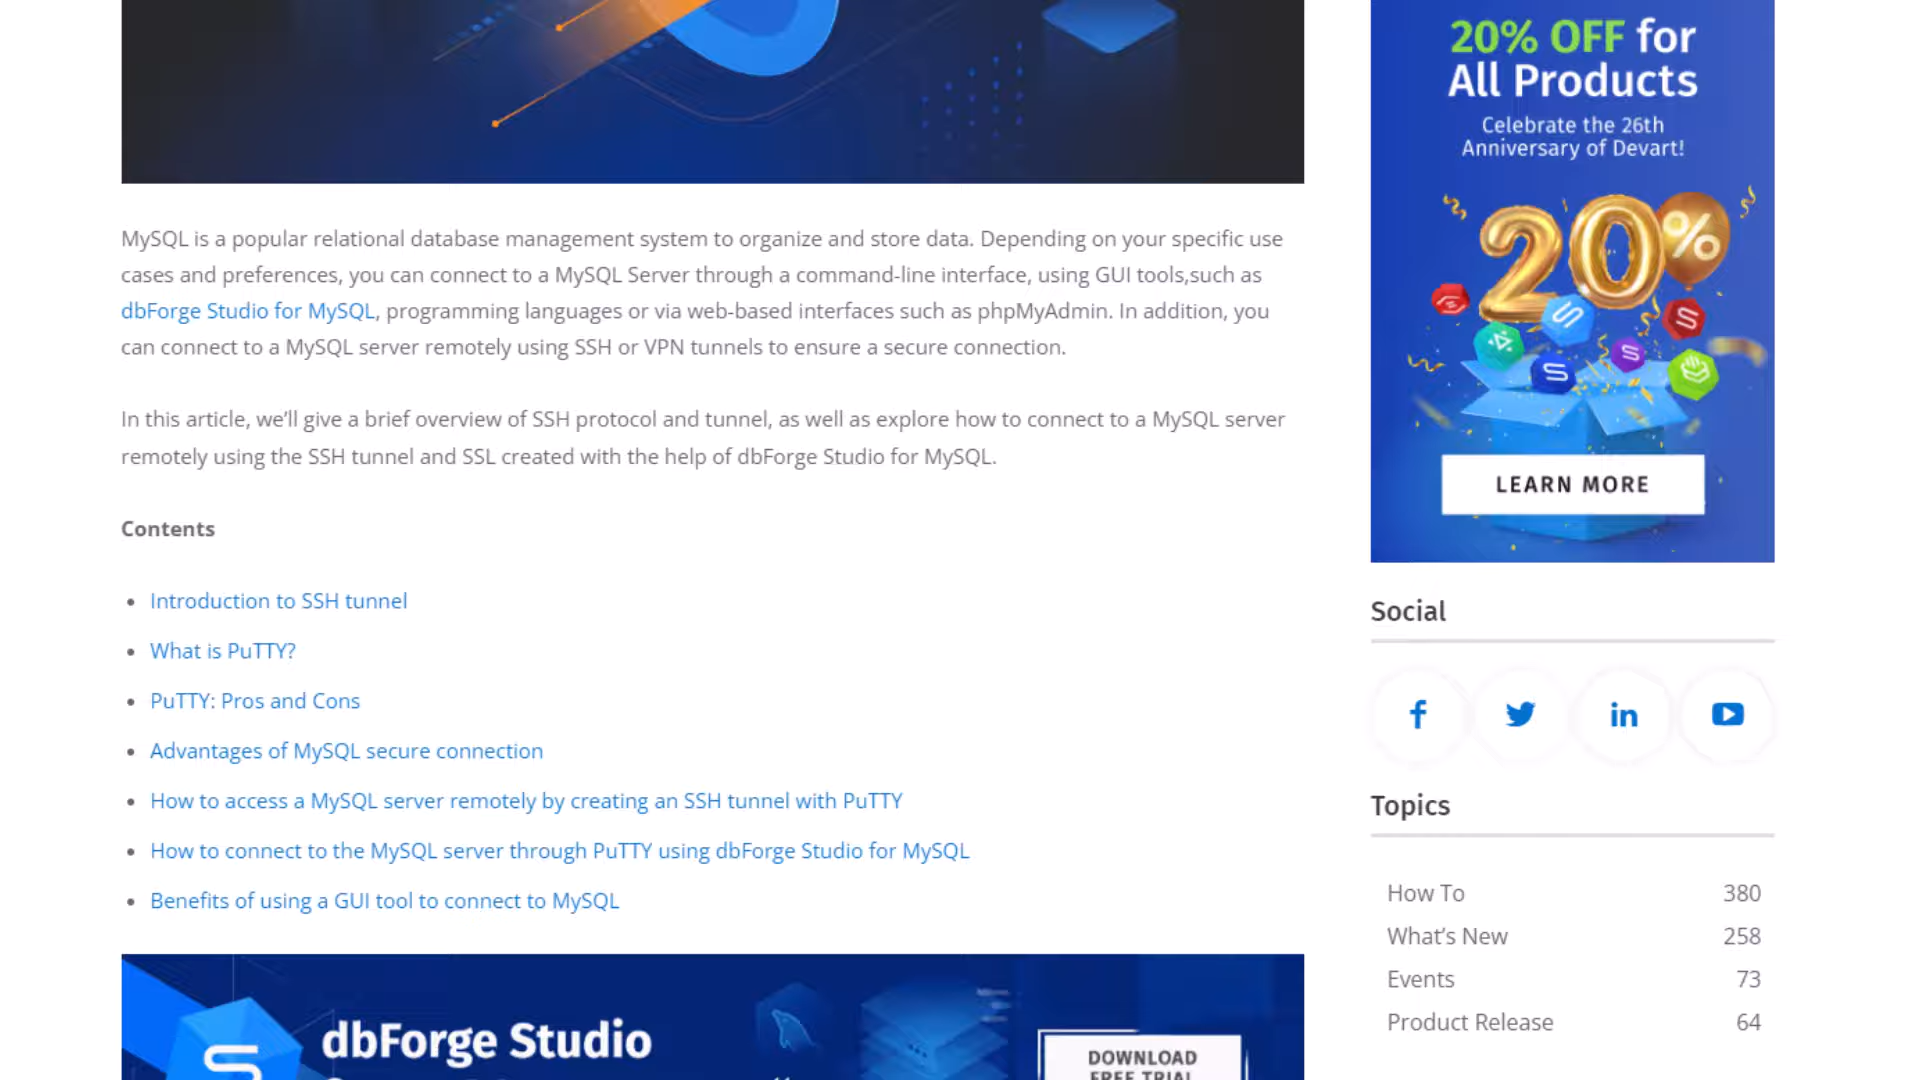 MySQL is a popular relational database management system to organize and store data. Depending on your specific use
cases and preferences, you can connect to a MySQL Server through a command-line interface, using GUI tools,such as
dbForge Studio for MySQL, programming languages or via web-based interfaces such as phpMyAdmin. In addition, you
can connect to a MySQL server remotely using SSH or VPN tunnels to ensure a secure connection.
In this article, we’ll give a brief overview of SSH protocol and tunnel, as well as explore how to connect to a MySQL server
remotely using the SSH tunnel and SSL created with the help of dbForge Studio for MySQL.
Contents
Introduction to SSH tunnel
What is PuTTY?
PuTTY: Pros and Cons
Advantages of MySQL secure connection
How to access a MySQL server remotely by creating an SSH tunnel with PuTTY
How to connect to the MySQL server through PuTTY using dbForge Studio for MySQL
Benefits of using a GUI tool to connect to MySQL
dbForge Studio
DOWNLOAD
FREE TRIAL
20% OFF for
All Products
Celebrate the 26th
Anniversary of Devart!
20%
LEARN MORE
Social
Topics
How To 380
What’s New 258
Events 73
Product Release 64